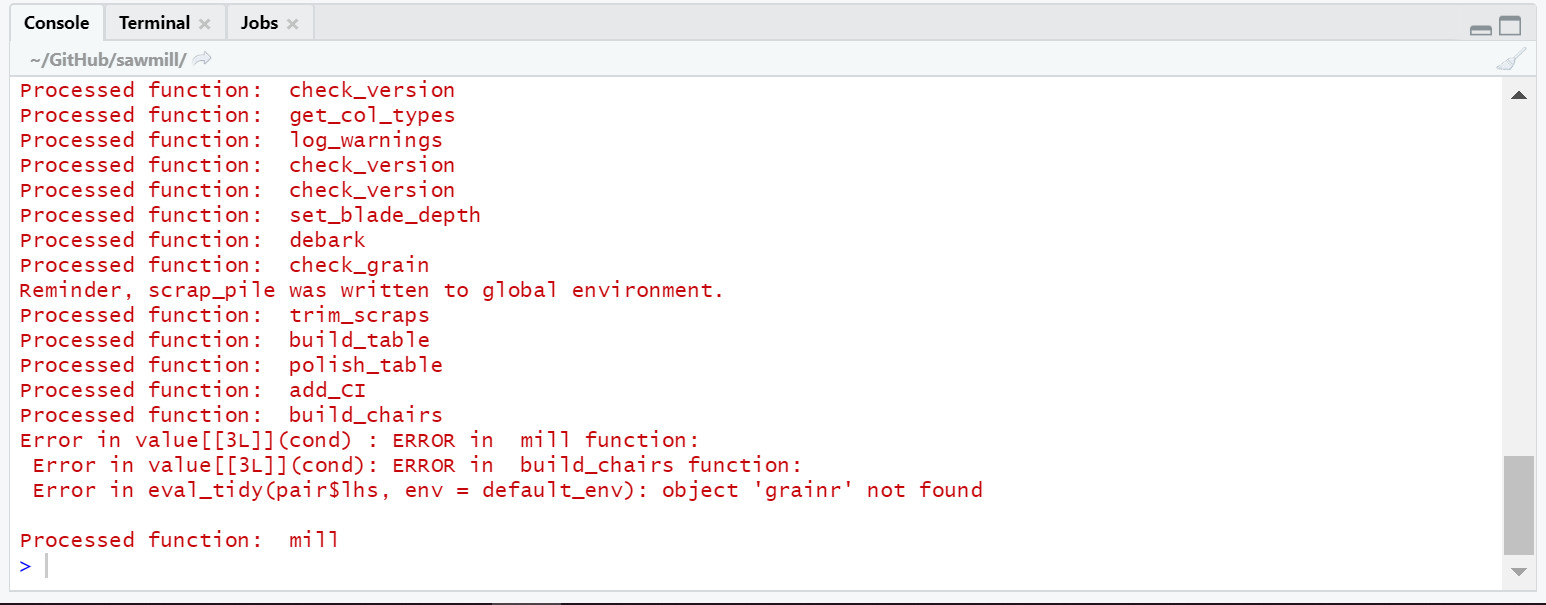 Console Terminal Jobs
~/GitHub/sawmill/
Processed function:  check_version
Processed function:  get_col_types
Processed function:  log_warnings
Processed function:  check_version
Processed function:  check_version
Processed function:  set_blade_depth
Processed function:  debark
Processed function:  check_grain
Reminder, scrap_pile was written to global environment.
Processed function:  trim_scraps
Processed function:  build_table
Processed function:  polish_table
Processed function:  add_CI
Processed function:  build_chairs
Error in value[[3L]](cond) : ERROR in  mill function:
 Error in value[[3L]](cond): ERROR in  build_chairs function:
 Error in eval_tidy(pair$lhs, env = default_env): object 'grainr' not found
Processed function:  mill
>